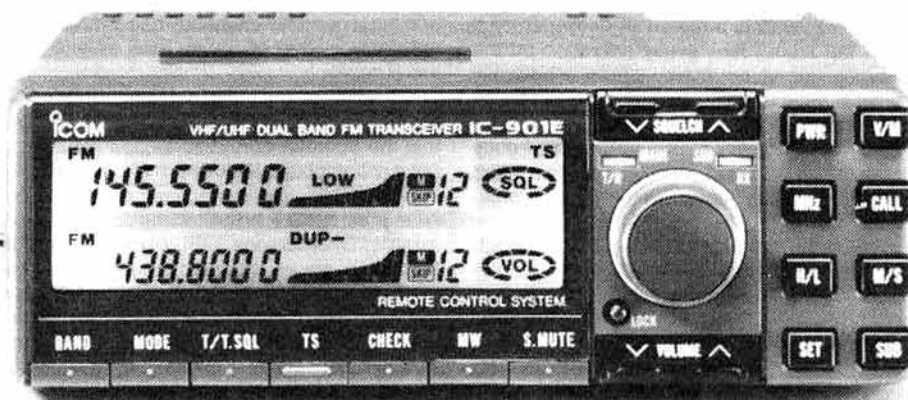 ICOM VHF/UHF DUAL BAND FM TRANSCEIVER IC-901E
FM TS
145.5500 LOW M SKIP 12 SQL
FM DUP-
438.8000 M SKIP 12 VOL
REMOTE CONTROL SYSTEM
BAND MODE T/T.SQL TS CHECK MW S.MUTE
SQUELCH
MAIN SUB
T/R RX
LOCK
VOLUME
PWR V/M
MHz CALL
H/L M/S
SET SUB